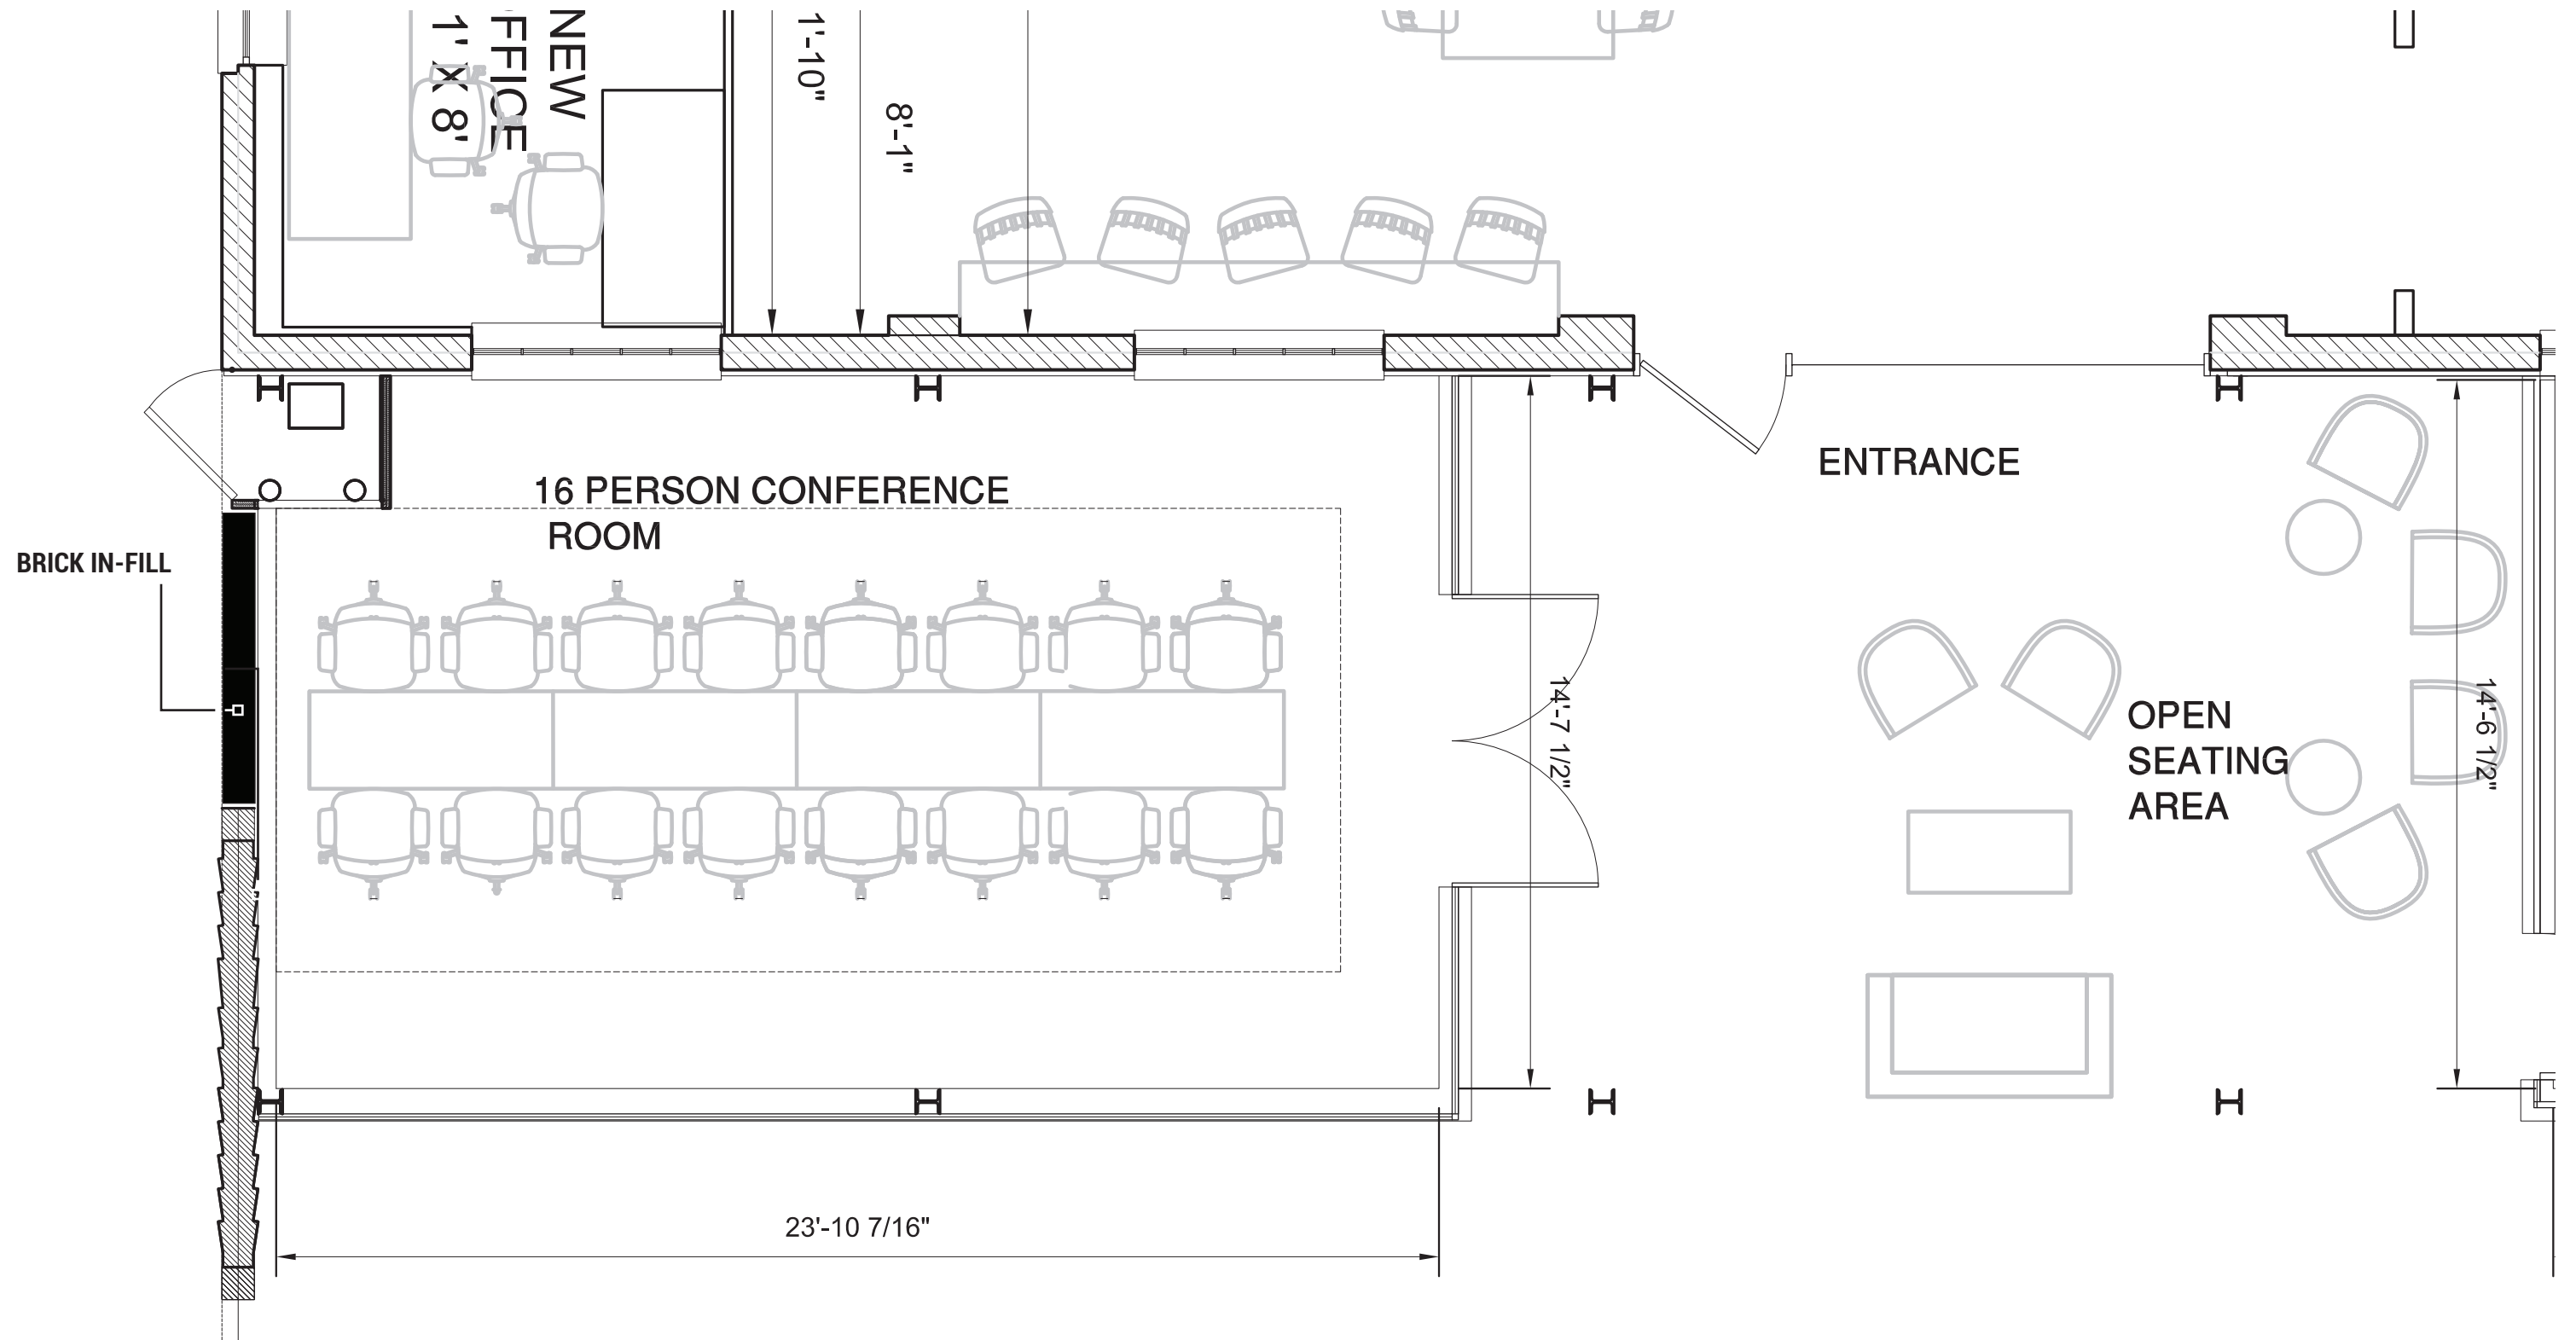 NEW
FFICE
1' X 8'
1'-10"
8'-1"
16 PERSON CONFERENCE
ROOM
ENTRANCE
BRICK IN-FILL
14'-7 1/2"
OPEN
SEATING
AREA
14'-6 1/2"
23'-10 7/16"